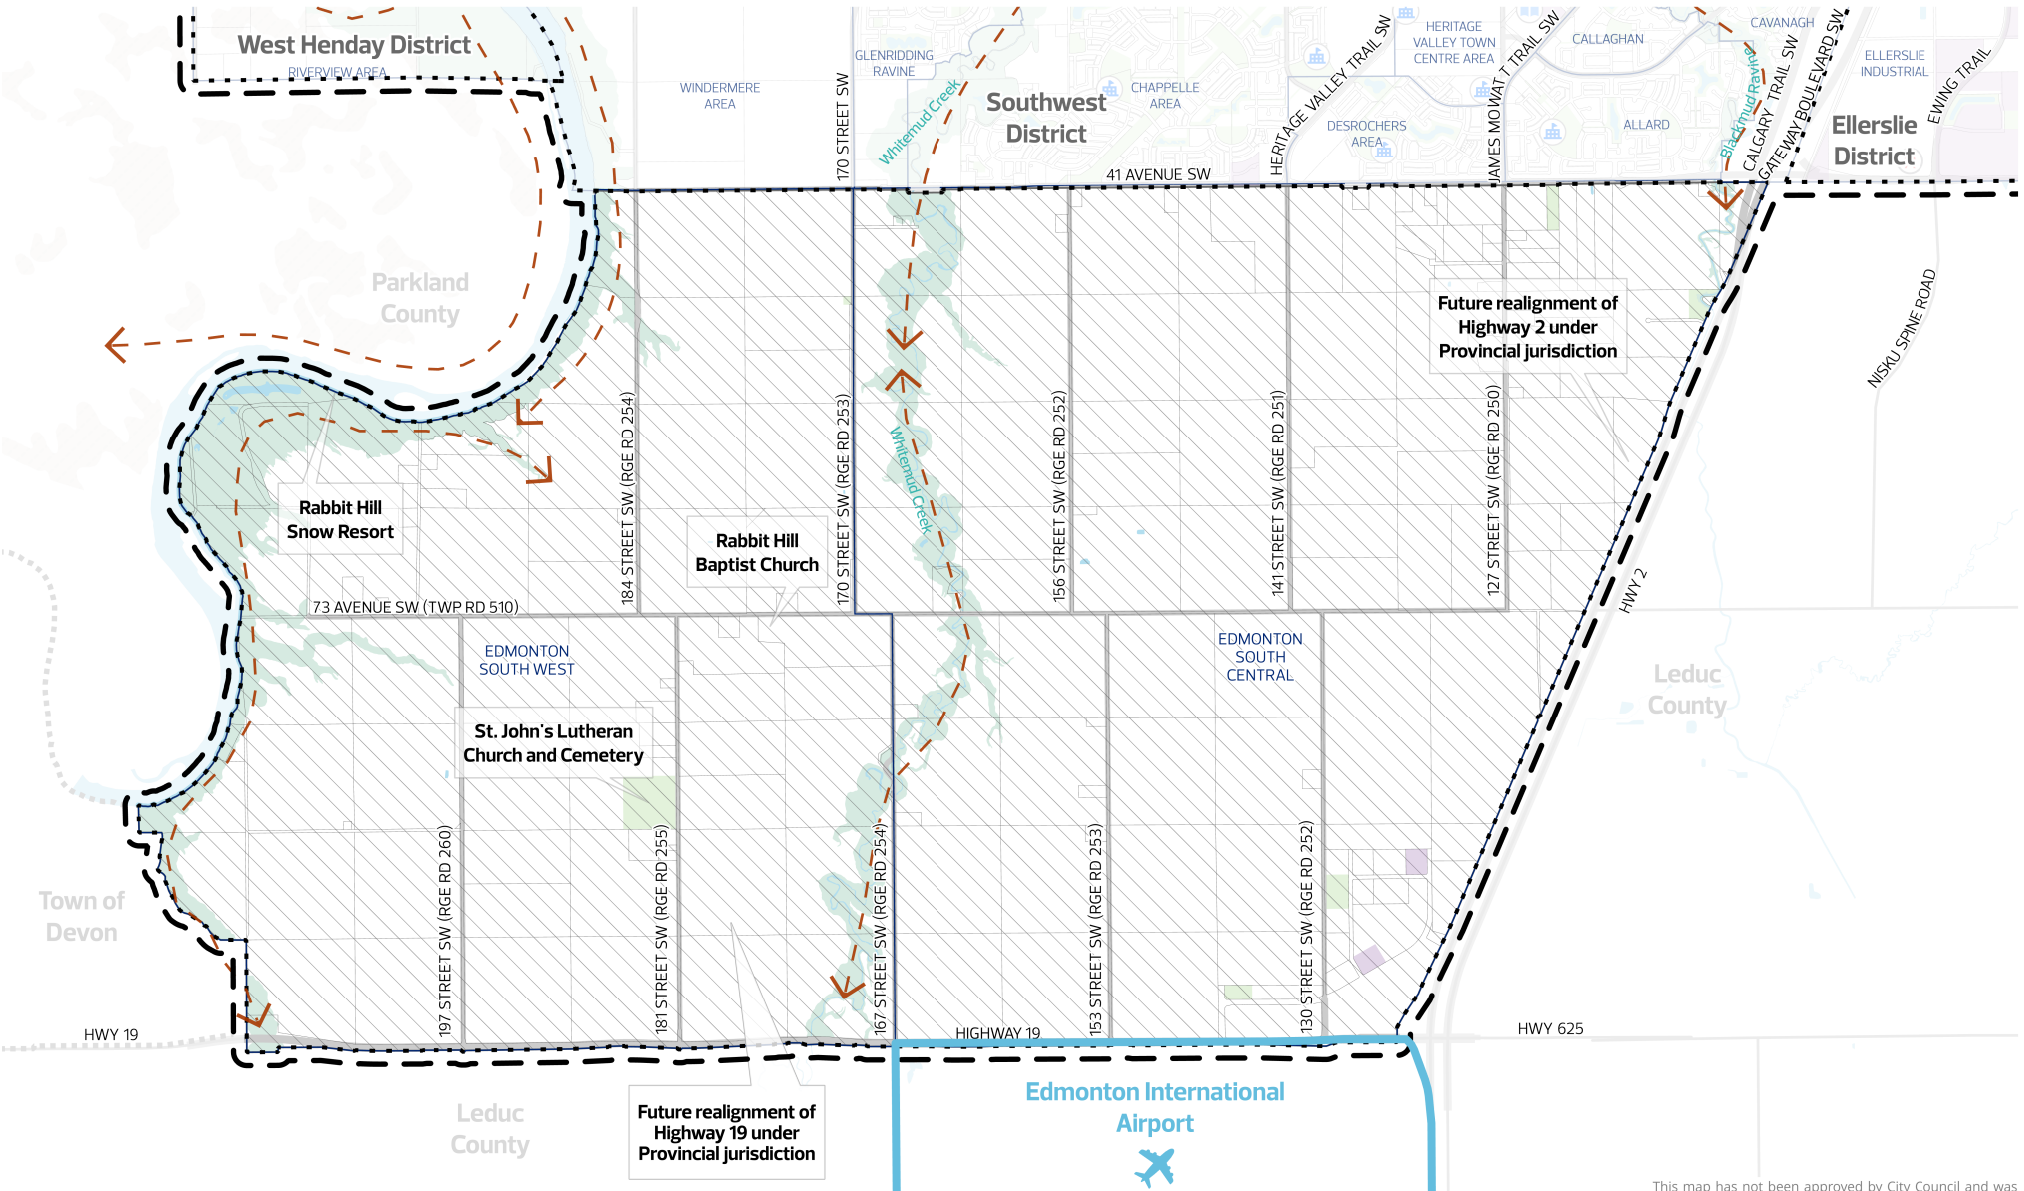 West Henday District
RIVERVIEW AREA
WINDERMERE
AREA
170 STREET SW
GLENRIDDING
RAVINE
Whitemud Creek
Southwest
District
CHAPPELLE
AREA
41 AVENUE SW
HERITAGE VALLEY TRAIL SW
HERITAGE
VALLEY TOWN
CENTRE AREA
DESROCHERS
AREA
JAMES MOWATT TRAIL SW
CALLAGHAN
ALLARD
CAVANAGH
Blackmud Ravine
CALGARY TRAIL SW
GATEWAY BOULEVARD SW
ELLERSLIE
INDUSTRIAL
EWING TRAIL
Ellerslie
District
Parkland
County
Future realignment of
Highway 2 under
Provincial jurisdiction
NISKU SPINE ROAD
184 STREET SW (RGE RD 254)
170 STREET SW (RGE RD 253)
Whitemud Creek
156 STREET SW (RGE RD 252)
141 STREET SW (RGE RD 251)
127 STREET SW (RGE RD 250)
Rabbit Hill
Snow Resort
Rabbit Hill
Baptist Church
73 AVENUE SW (TWP RD 510)
HWY 2
EDMONTON
SOUTH WEST
EDMONTON
SOUTH
CENTRAL
Leduc
County
St. John's Lutheran
Church and Cemetery
197 STREET SW (RGE RD 260)
181 STREET SW (RGE RD 255)
167 STREET SW (RGE RD 254)
153 STREET SW (RGE RD 253)
130 STREET SW (RGE RD 252)
Town of
Devon
HWY 19
HIGHWAY 19
HWY 625
Leduc
County
Future realignment of
Highway 19 under
Provincial jurisdiction
Edmonton International
Airport
This map has not been approved by City Council and was